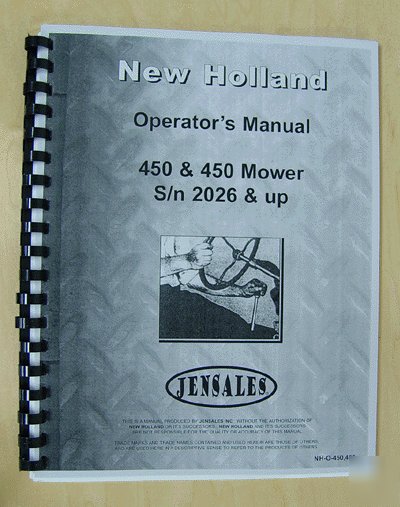 New Holland
Operator's Manual
450 & 450 Mower
S/n 2026 & up
JENSALES
THIS IS A MANUAL PRODUCED BY JENSALES INC. WITHOUT THE AUTHORIZATION OF
NEW HOLLAND OR IT'S SUCCESSORS. NEW HOLLAND AND IT'S SUCCESSORS
ARE NOT RESPONSIBLE FOR THE QUALITY OR ACCURACY OF THIS MANUAL.
TRADE MARKS AND TRADE NAMES CONTAINED AND USED HEREIN ARE THOSE OF OTHERS,
AND ARE USED HERE IN A DESCRIPTIVE SENSE TO REFER TO THE PRODUCTS OF OTHERS.
NH-O-450,